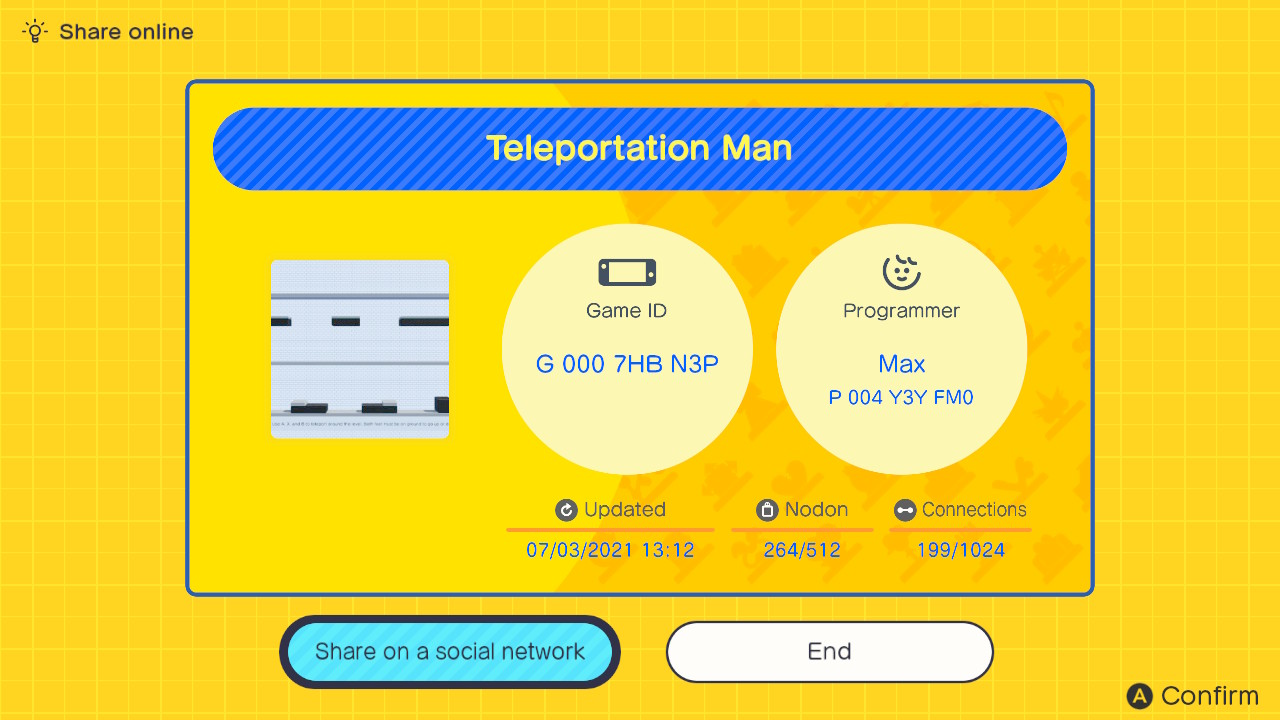 Share online
Teleportation Man
Game ID
G 000 7HB N3P
Programmer
Max
P 004 Y3Y FM0
Updated
07/03/2021 13:12
Nodon
264/512
Connections
199/1024
Share on a social network
End
A Confirm